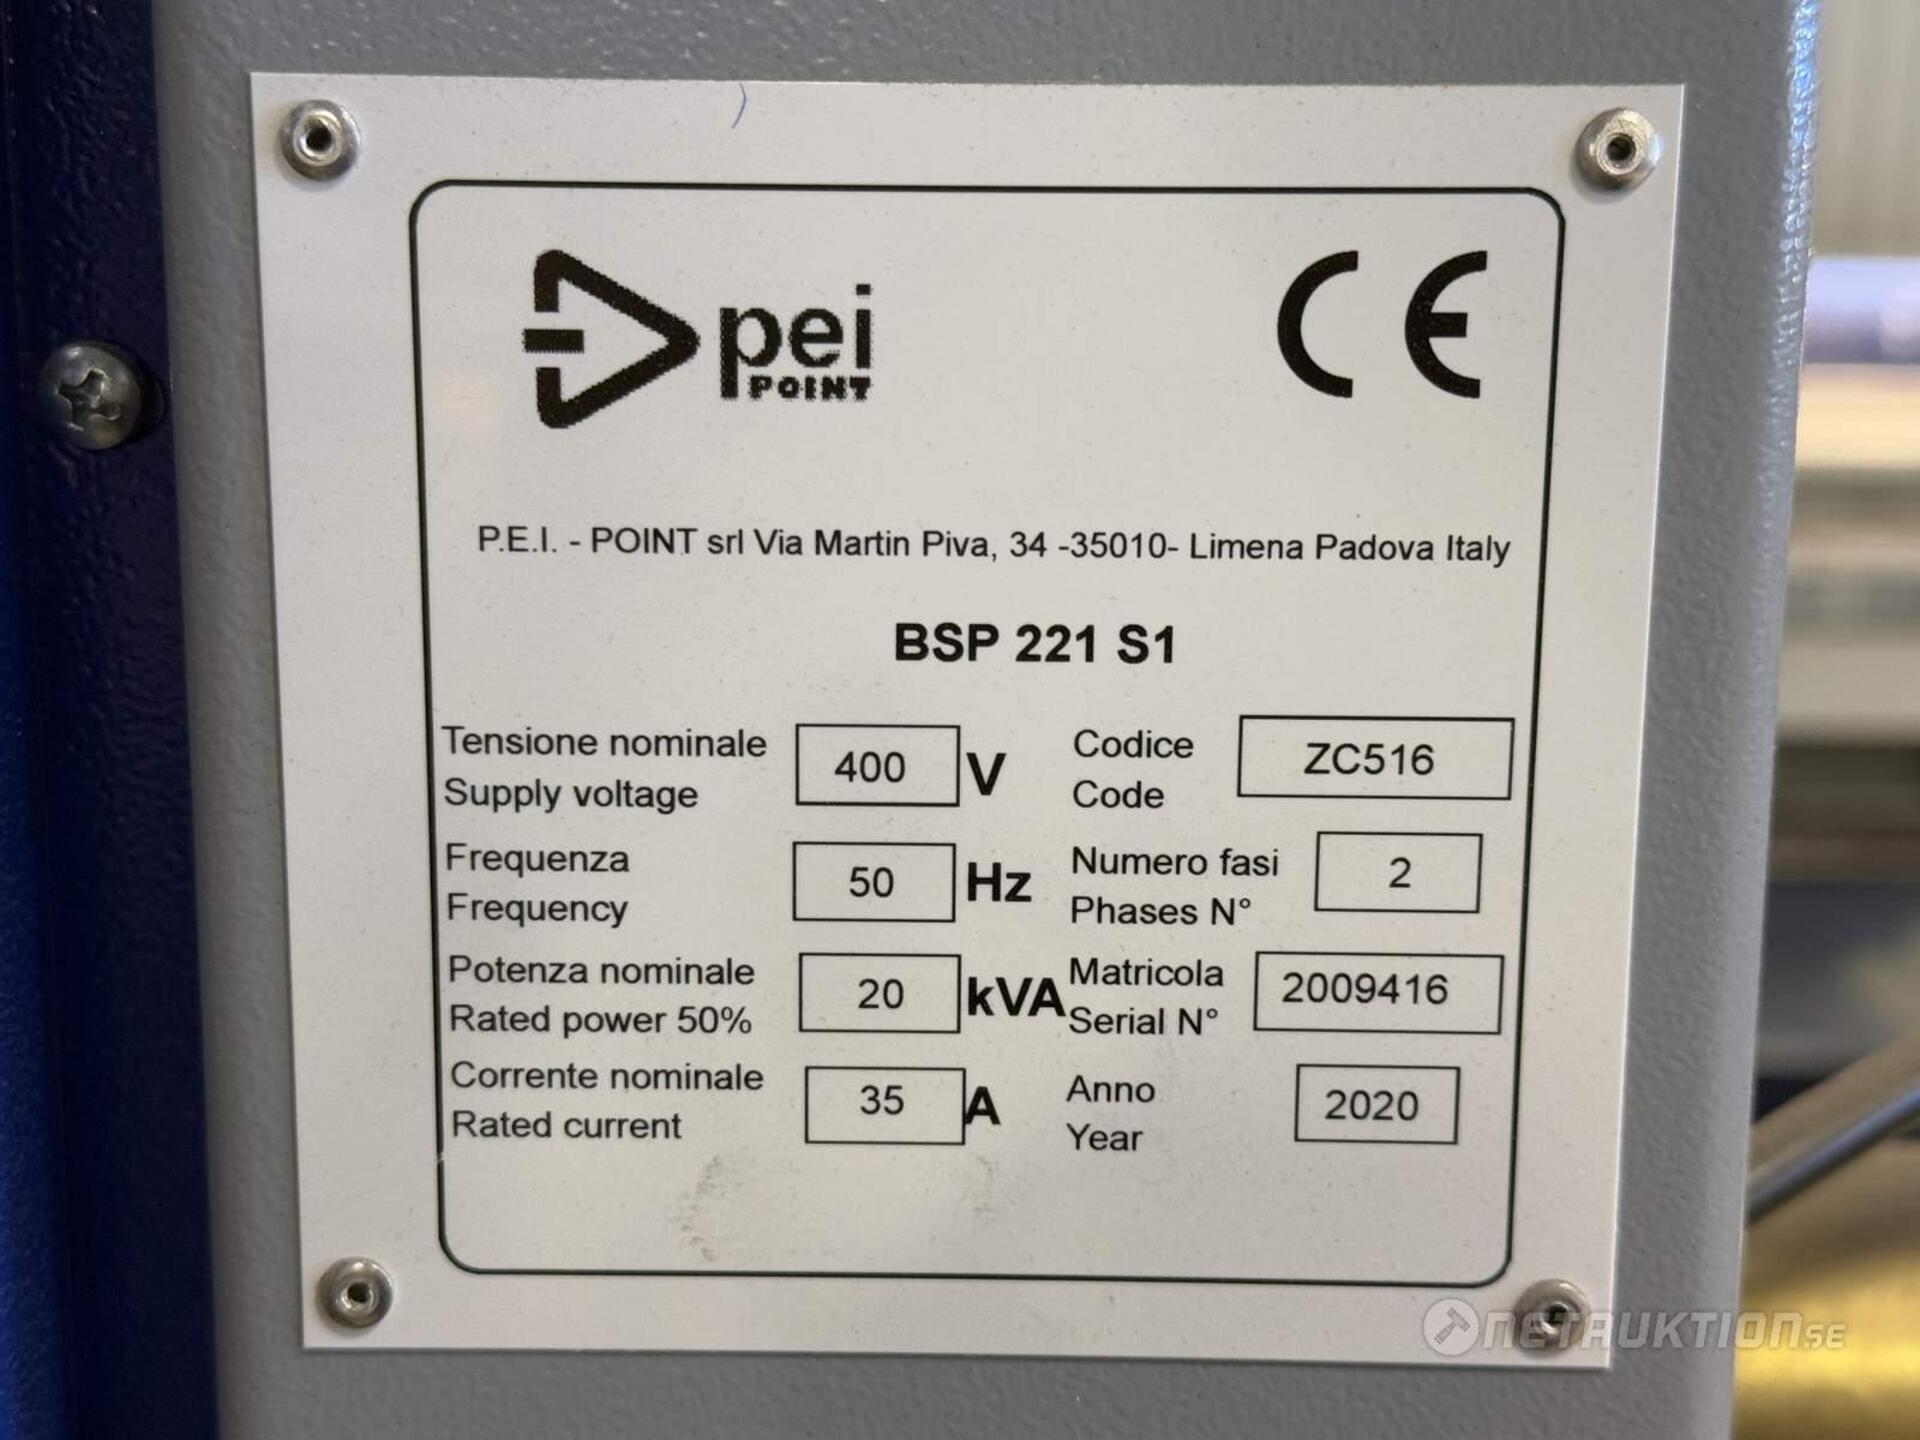 pei
POINT
CE
P.E.I. - POINT srl Via Martin Piva, 34 -35010- Limena Padova Italy
BSP 221 S1
Tensione nominale 400 V Codice ZC516
Supply voltage Code
Frequenza 50 Hz Numero fasi 2
Frequency Phases N°
Potenza nominale 20 kVA Matricola 2009416
Rated power 50% Serial N°
Corrente nominale 35 A Anno 2020
Rated current Year
NETAUKTION.SE